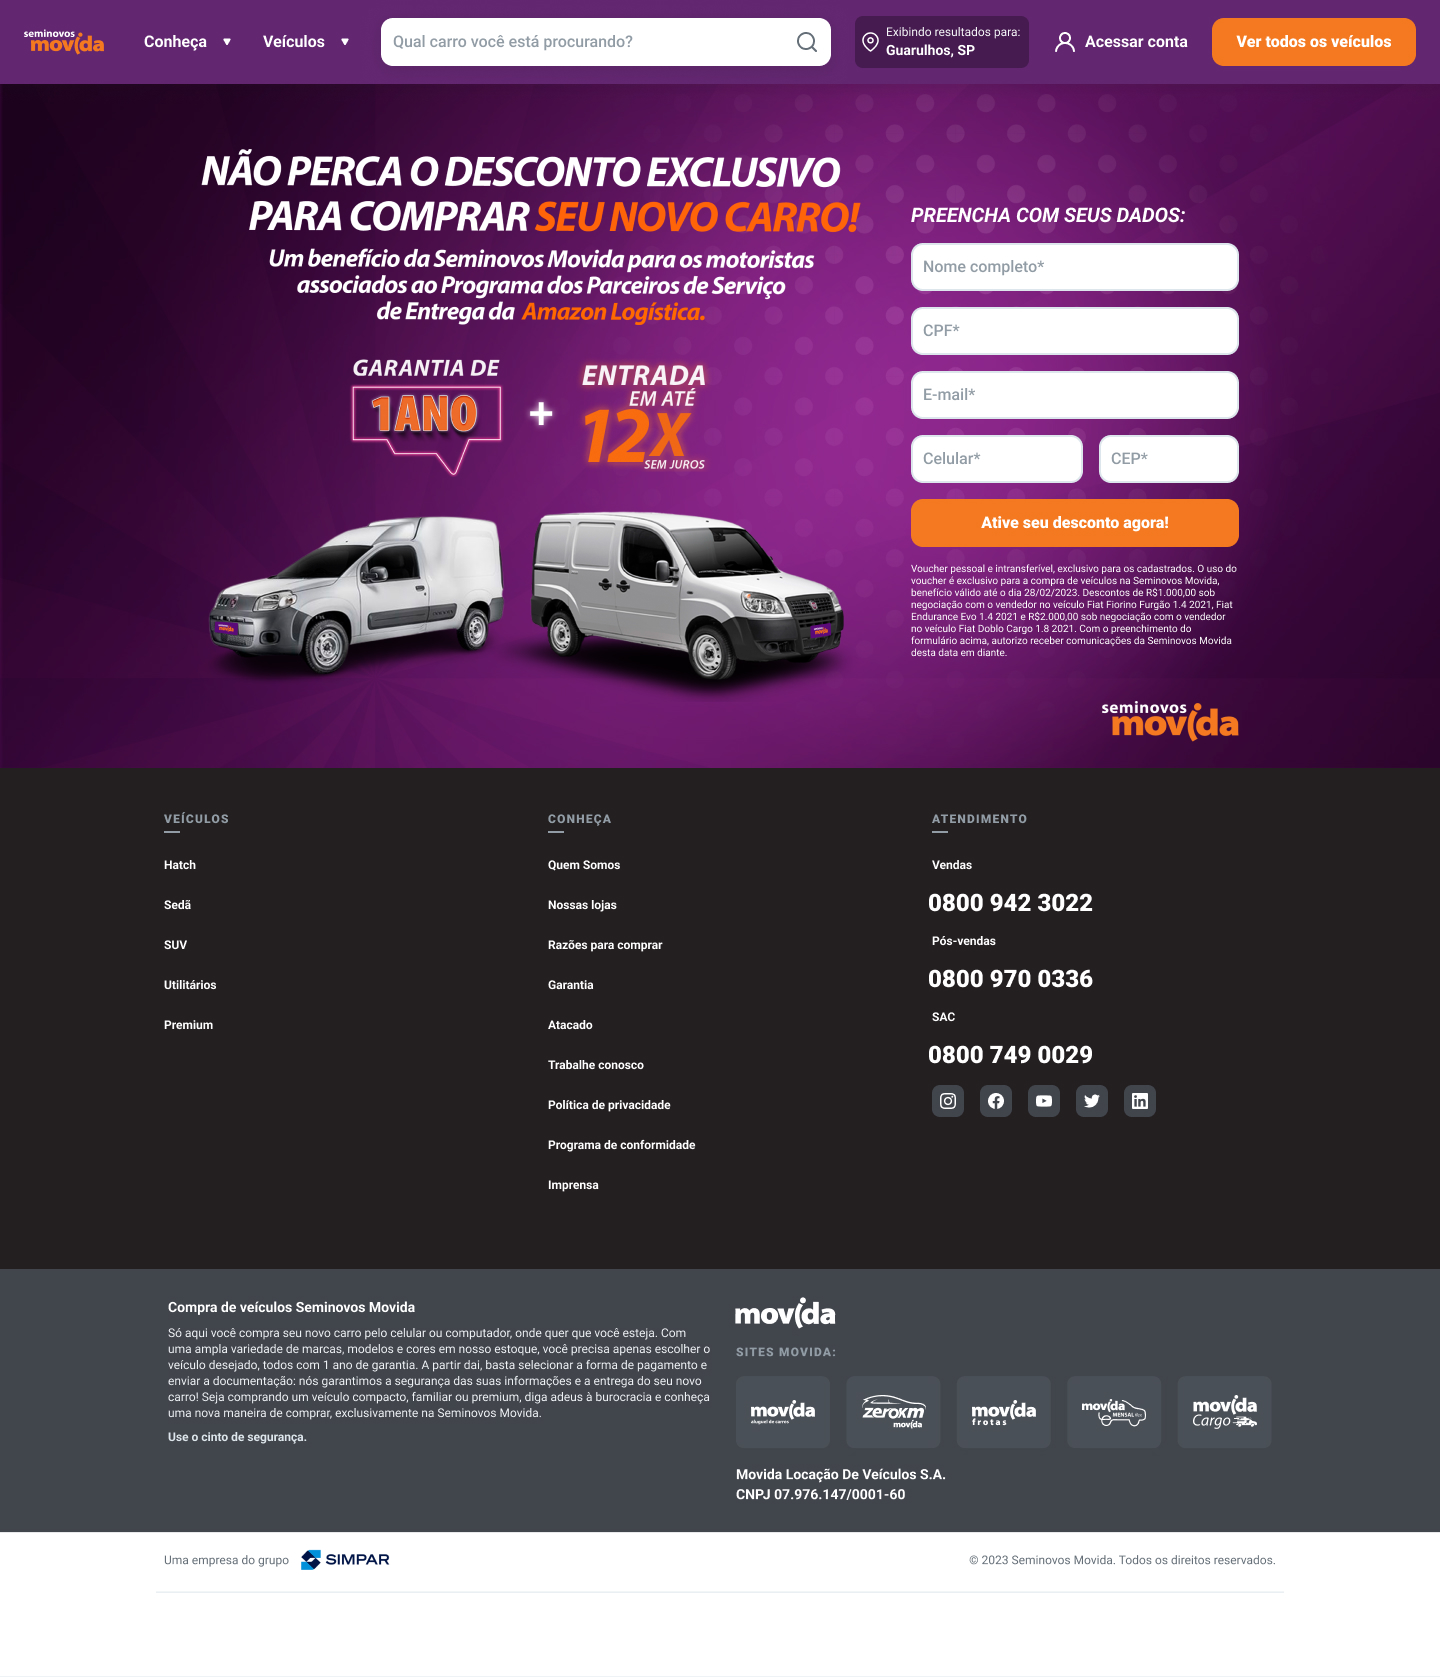 seminovos
movida
Conheça
Veículos
Qual carro você está procurando?
Exibindo resultados para:
Guarulhos, SP
Acessar conta
Ver todos os veículos
NÃO PERCA O DESCONTO EXCLUSIVO
PARA COMPRAR SEU NOVO CARRO!
Um benefício da Seminovos Movida para os motoristas
associados ao Programa dos Parceiros de Serviço
de Entrega da Amazon Logística.
GARANTIA DE
1 ANO
+
ENTRADA
EM ATÉ
12X
SEM JUROS
PREENCHA COM SEUS DADOS:
Nome completo*
CPF*
E-mail*
Celular*
CEP*
Ative seu desconto agora!
Voucher pessoal e intransferível, exclusivo para os cadastrados. O uso do
voucher é exclusivo para a compra de veículos na Seminovos Movida,
benefício válido até o dia 28/02/2023. Descontos de R$1.000,00 sob
negociação com o vendedor no veículo Fiat Fiorino Furgão 1.4 2021, Fiat
Endurance Evo 1.4 2021 e R$2.000,00 sob negociação com o vendedor
no veículo Fiat Doblo Cargo 1.8 2021. Com o preenchimento do
formulário acima, autorizo receber comunicações da Seminovos Movida
desta data em diante.
seminovos
movida
VEÍCULOS
Hatch
Sedã
SUV
Utilitários
Premium
CONHEÇA
Quem Somos
Nossas lojas
Razões para comprar
Garantia
Atacado
Trabalhe conosco
Política de privacidade
Programa de conformidade
Imprensa
ATENDIMENTO
Vendas
0800 942 3022
Pós-vendas
0800 970 0336
SAC
0800 749 0029
Compra de veículos Seminovos Movida
Só aqui você compra seu novo carro pelo celular ou computador, onde quer que você esteja. Com
uma ampla variedade de marcas, modelos e cores em nosso estoque, você precisa apenas escolher o
veículo desejado, todos com 1 ano de garantia. A partir dai, basta selecionar a forma de pagamento e
enviar a documentação: nós garantimos a segurança das suas informações e a entrega do seu novo
carro! Seja comprando um veículo compacto, familiar ou premium, diga adeus à burocracia e conheça
uma nova maneira de comprar, exclusivamente na Seminovos Movida.
Use o cinto de segurança.
movida
SITES MOVIDA:
movida
aluguel de carros
zerokm
movida
movida
frotas
movida
MENSAL
movida
Cargo
Movida Locação De Veículos S.A.
CNPJ 07.976.147/0001-60
Uma empresa do grupo
SIMPAR
© 2023 Seminovos Movida. Todos os direitos reservados.